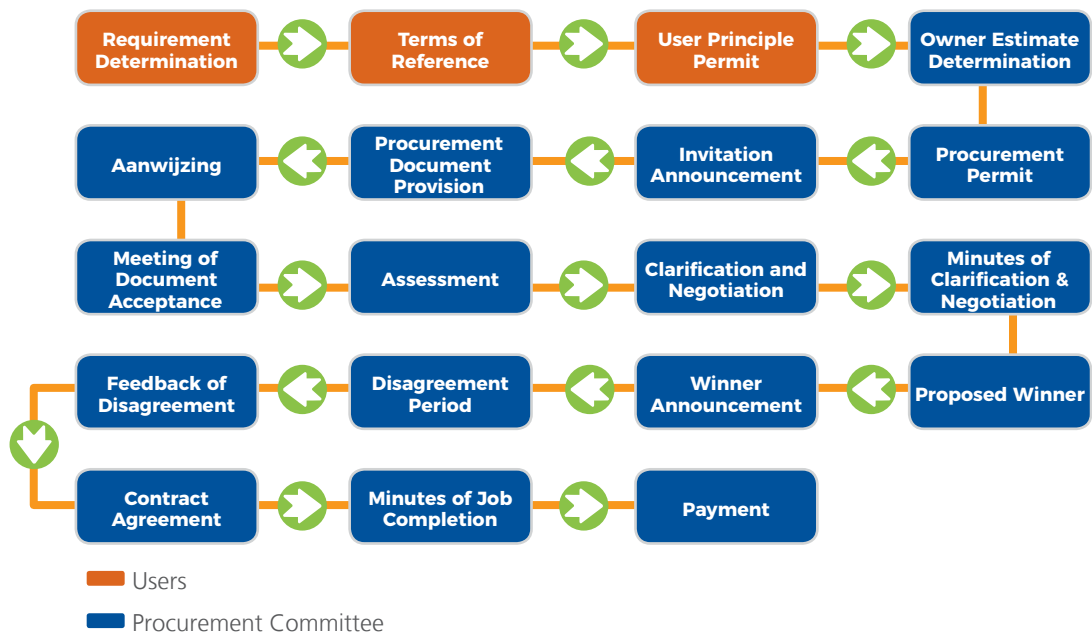 Requirement
Determination
Terms of
Reference
User Principle
Permit
Owner Estimate
Determination
Aanwijzing
Procurement
Document
Provision
Invitation
Announcement
Procurement
Permit
Meeting of
Document
Acceptance
Assessment
Clarification and
Negotiation
Minutes of
Clarification &
Negotiation
Feedback of
Disagreement
Disagreement
Period
Winner
Announcement
Proposed Winner
Contract
Agreement
Minutes of Job
Completion
Payment
Users
Procurement Committee